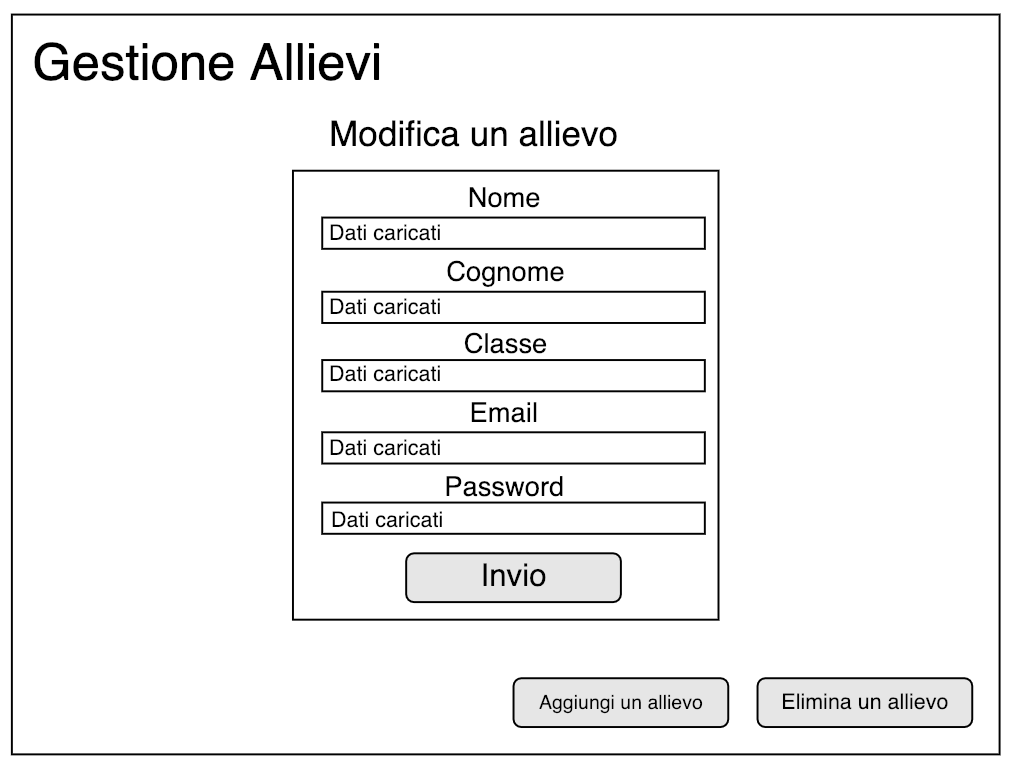 Gestione Allievi
Modifica un allievo
Nome
Dati caricati
Cognome
Dati caricati
Classe
Dati caricati
Email
Dati caricati
Password
Dati caricati
Invio
Aggiungi un allievo
Elimina un allievo